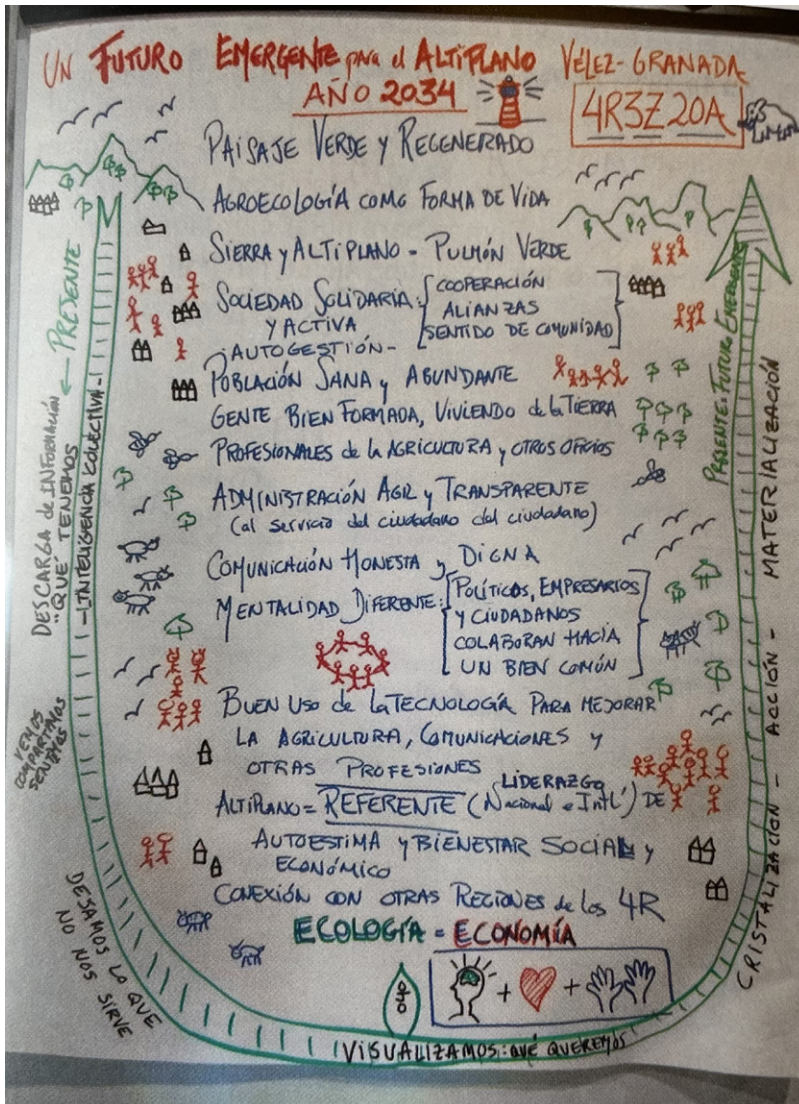 UN FUTURO EMERGENTE para el ALTIPLANO VÉLEZ-GRANADA
AÑO 2034
4R3Z20A
PAISAJE VERDE Y REGENERADO
AGROECOLOGÍA COMO FORMA DE VIDA
SIERRA y ALTIPLANO - PULMÓN VERDE
SOCIEDAD SOLIDARIA: COOPERACIÓN
Y ACTIVA ALIANZAS
SENTIDO DE COMUNIDAD
- AUTOGESTIÓN -
POBLACIÓN SANA y ABUNDANTE
GENTE BIEN FORMADA, VIVIENDO de la TIERRA
PROFESIONALES de la AGRICULTURA y OTROS OFICIOS
ADMINISTRACIÓN AGIL y TRANSPARENTE
(al servicio del ciudadano del ciudadano)
COMUNICACIÓN HONESTA y DIGNA
MENTALIDAD DIFERENTE: POLÍTICOS, EMPRESARIOS
Y CIUDADANOS
COLABORAN HACIA
UN BIEN COMÚN
BUEN USO de la TECNOLOGÍA PARA MEJORAR
LA AGRICULTURA, COMUNICACIONES y
OTRAS PROFESIONES
LIDERAZGO
ALTIPLANO = REFERENTE (Nacional e Intl') DE
AUTOESTIMA y BIENESTAR SOCIAL y
ECONÓMICO
CONEXIÓN CON OTRAS REGIONES de los 4R
ECOLOGÍA = ECONOMÍA
+ +
← PRESENTE
DESCARGA de INFORMACIÓN
"QUÉ" TENEMOS
- INTELIGENCIA COLECTIVA -
VEMOS
COMPARTIMOS
SENTIMOS
DEJAMOS LO QUE
NO NOS SIRVE
VISUALIZAMOS: QUÉ QUEREMOS
CRISTALIZACIÓN - ACCIÓN - MATERIALIZACIÓN
PRESENTE: FUTURO EMERGENTE